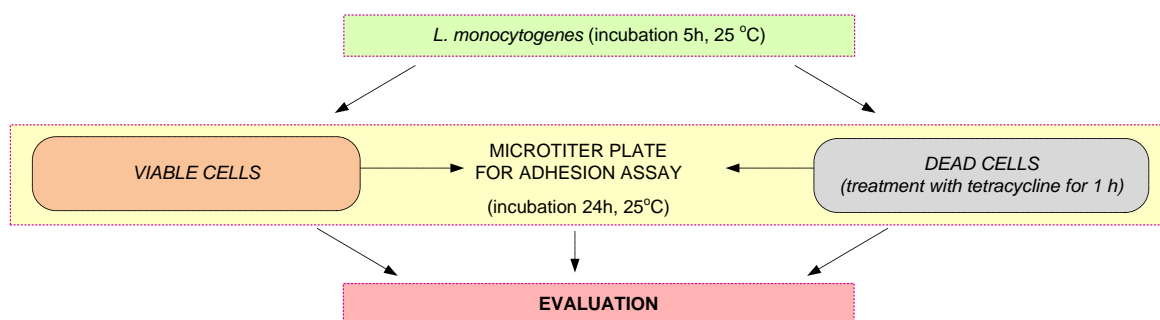 L. monocytogenes (incubation 5h, 25 °C)
VIABLE CELLS
MICROTITER PLATE
FOR ADHESION ASSAY
(incubation 24h, 25°C)
DEAD CELLS
(treatment with tetracycline for 1 h)
EVALUATION